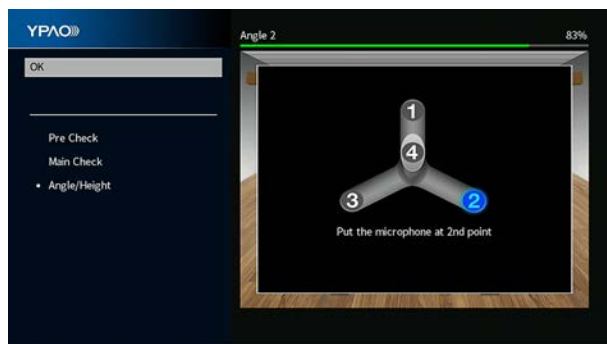 YPAO
OK
Pre Check
Main Check
• Angle/Height
Angle 2
83%
1
4
3
2
Put the microphone at 2nd point